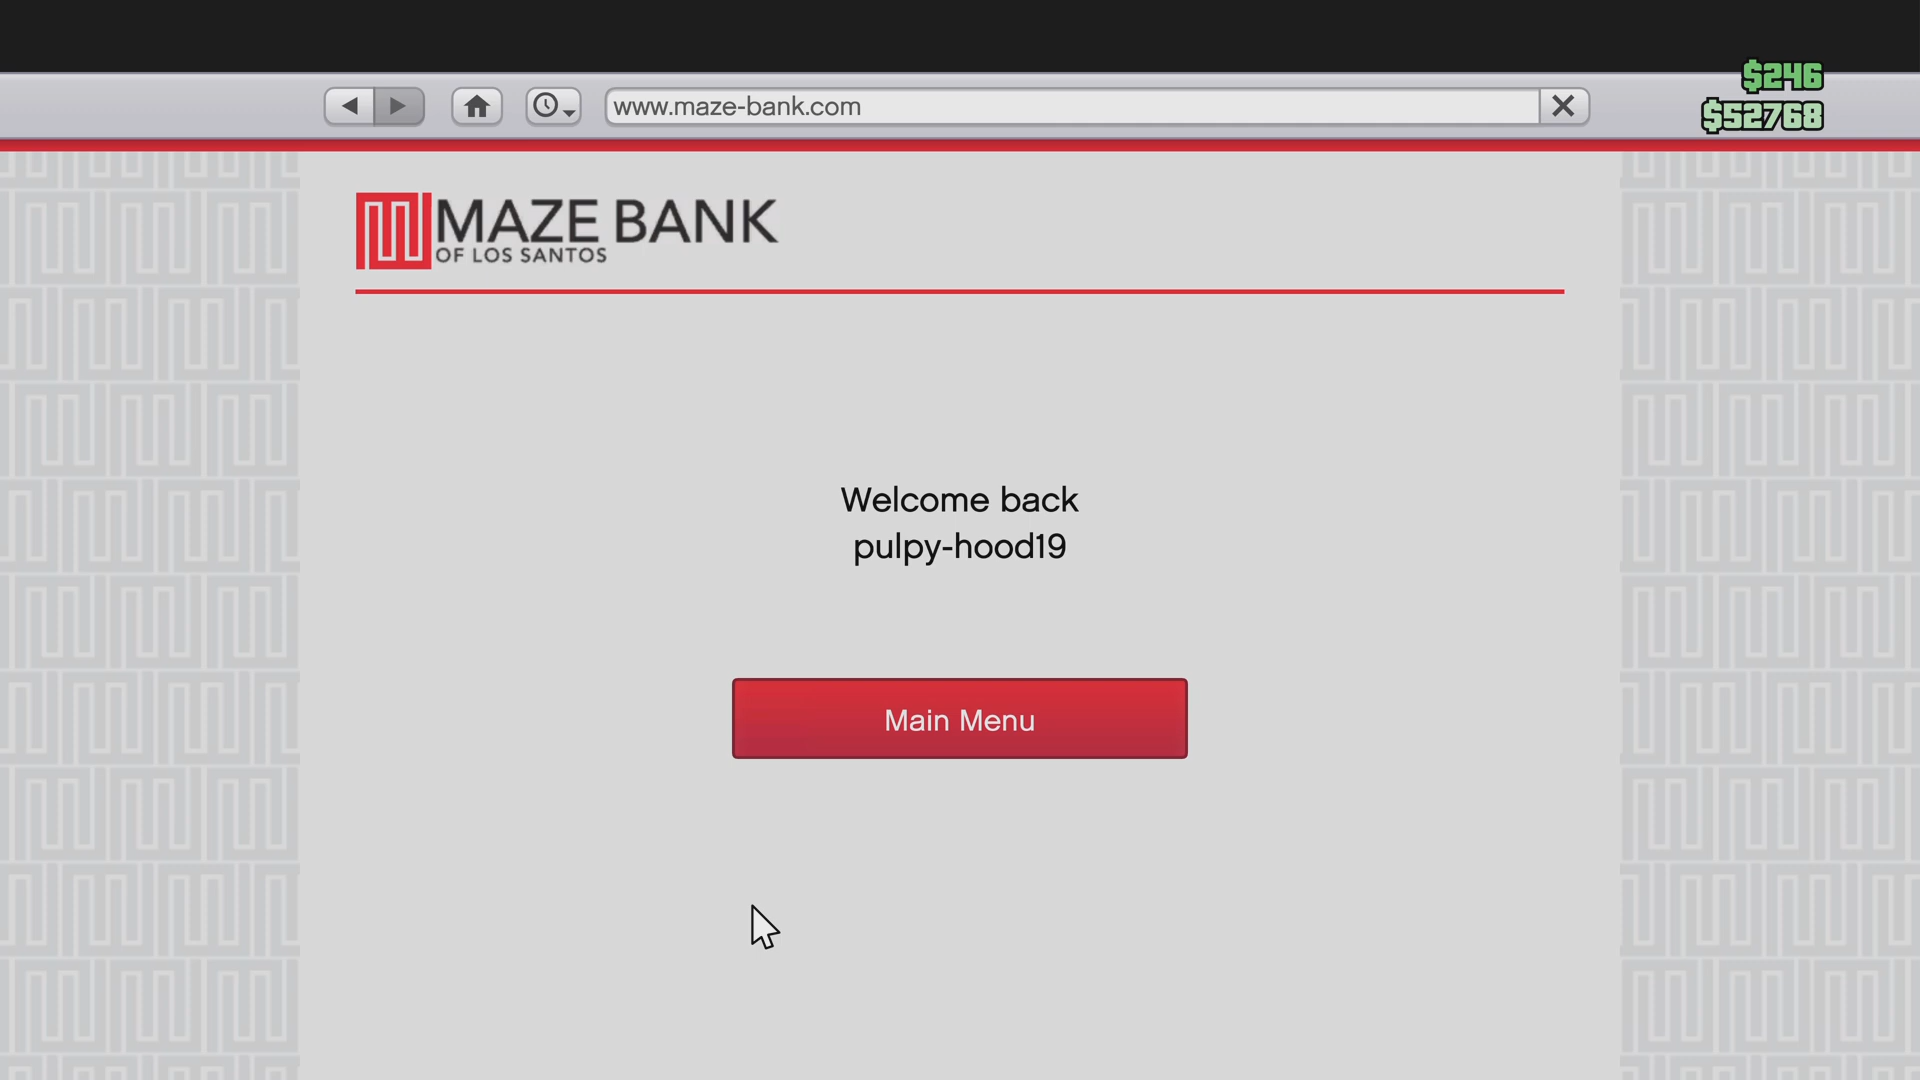 $246
www.maze-bank.com
$52768
MAZE BANK
OF LOS SANTOS
Welcome back
pulpy-hood19
Main Menu